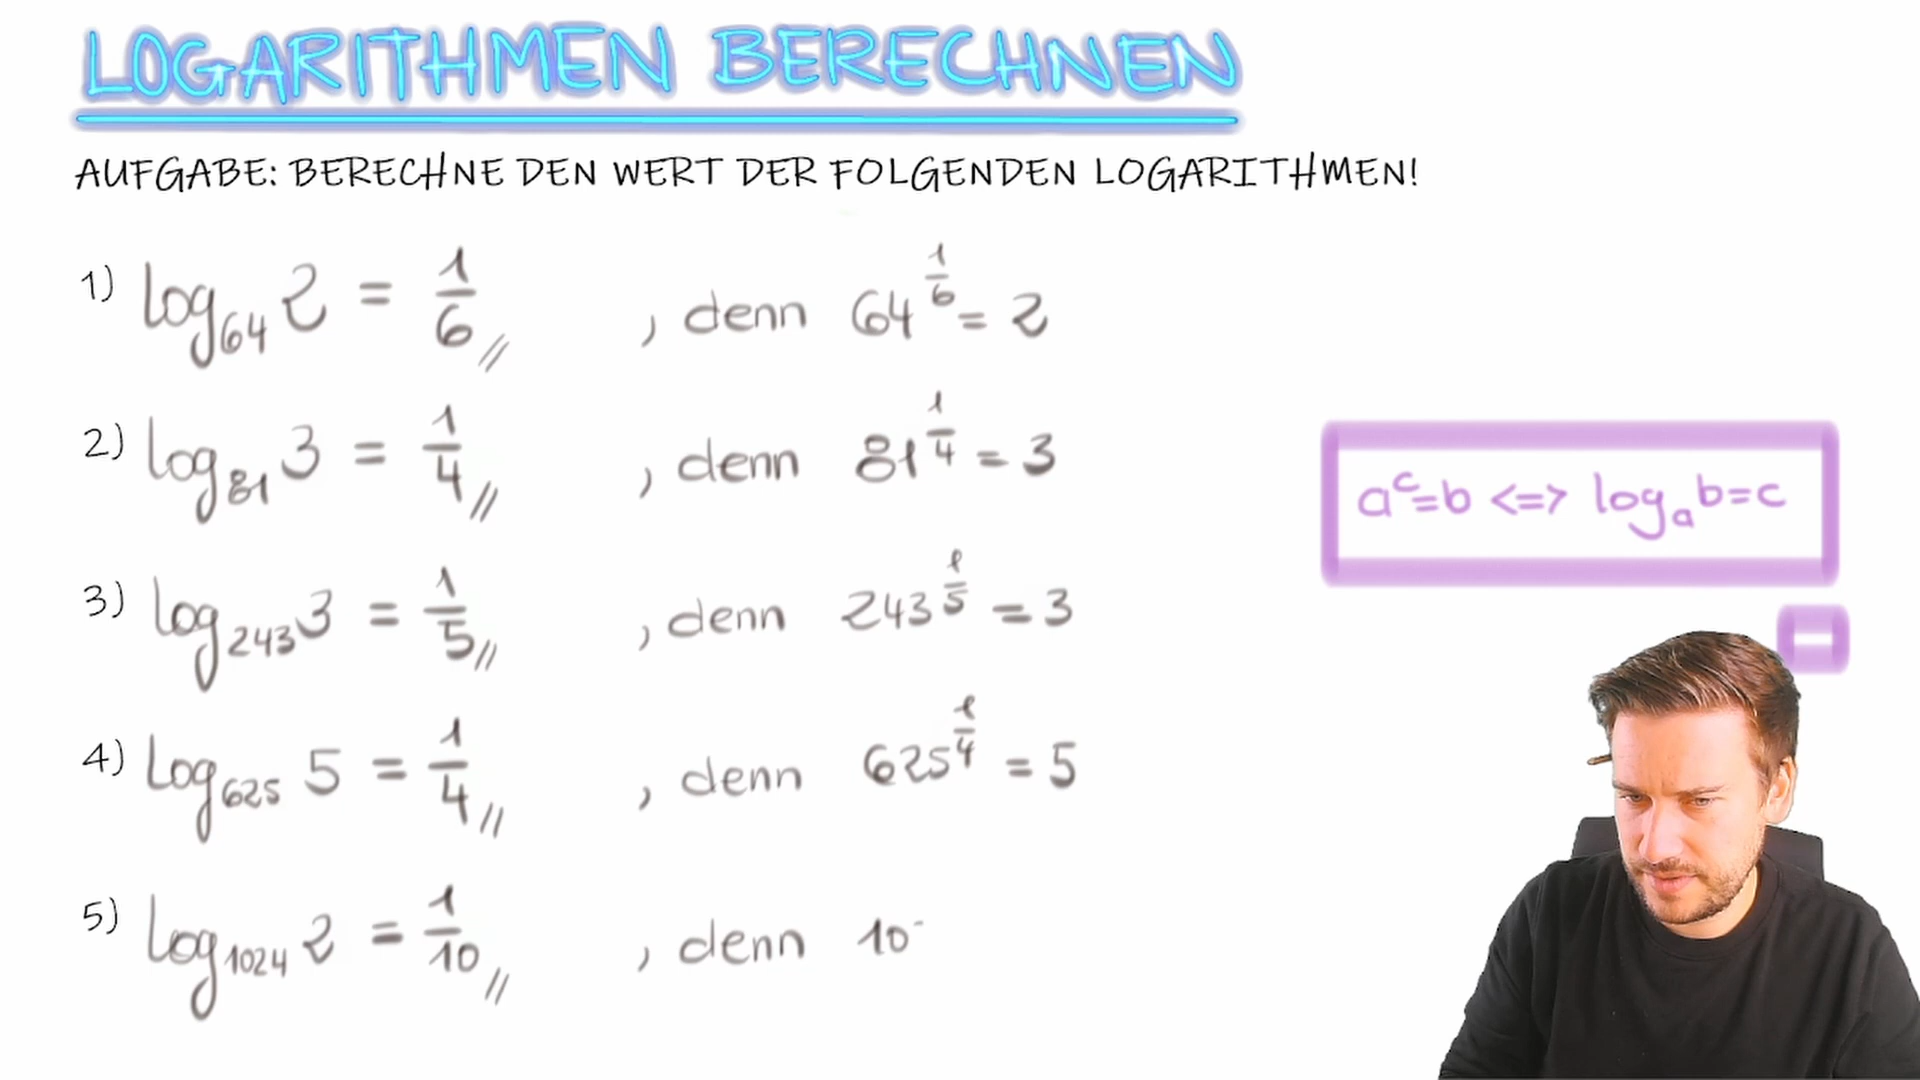 LOGARITHMEN BERECHNEN
AUFGABE: BERECHNE DEN WERT DER FOLGENDEN LOGARITHMEN!
1) log₆₄ 2 = 1/6 // , denn 64^(1/6) = 2
2) log₈₁ 3 = 1/4 // , denn 81^(1/4) = 3
a^c=b <=> logₐ b=c
3) log₂₄₃ 3 = 1/5 // , denn 243^(1/5) = 3
4) log₆₂₅ 5 = 1/4 // , denn 625^(1/4) = 5
5) log₁₀₂₄ 2 = 1/10 // , denn 10